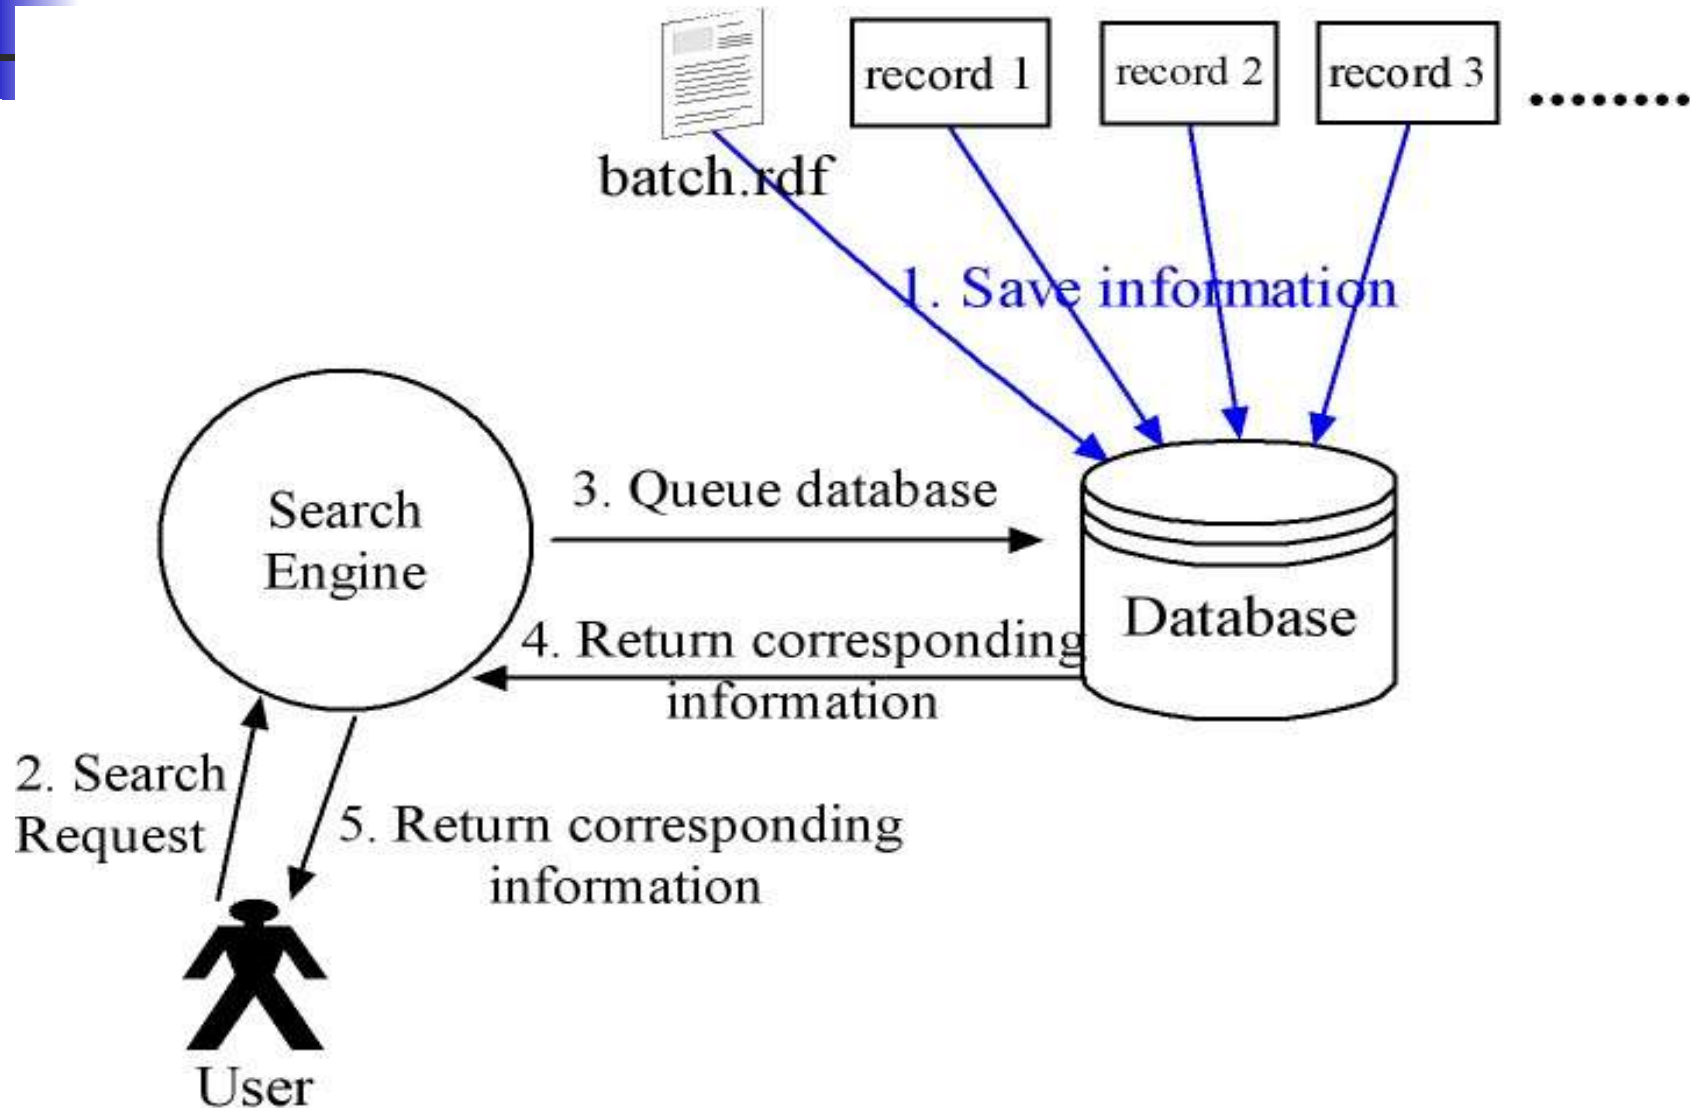 record 1
record 2
record 3
........
batch.rdf
1. Save information
3. Queue database
Search
Engine
4. Return corresponding
information
Database
2. Search
Request
5. Return corresponding
information
User